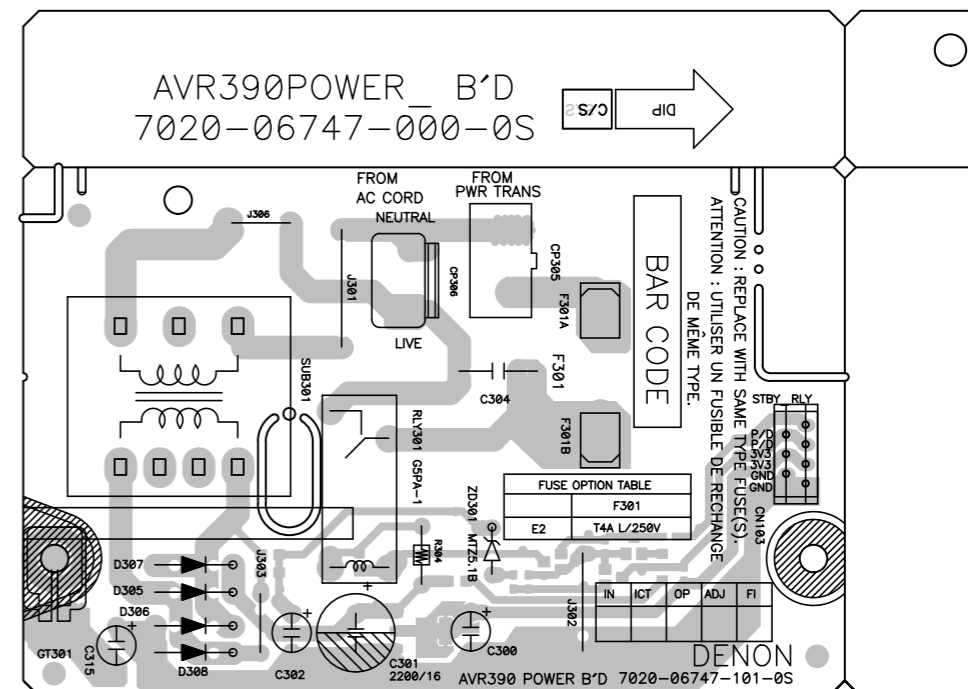 AVR390POWER_ B'D
7020-06747-000-0S
C/S
DIP
FROM
AC CORD
NEUTRAL
FROM
PWR TRANS
J306
J301
CP306
CP305
LIVE
F301A
F301
F301B
C304
BAR CODE
CAUTION : REPLACE WITH SAME TYPE FUSE(S).
ATTENTION : UTILISER UN FUSIBLE DE RECHANGE
DE MÊME TYPE.
SUB301
RLY301 G5PA-1
STBY_ RLY
P/D
P/D
3V3
3V3
GND
GND
CN103
FUSE OPTION TABLE
F301
E2 T4A L/250V
ZD301 MTZ5.1B
R304
D307
D305
D306
D308
J303
J302
IN ICT OP ADJ FI
GT301
C315
C302
C301
2200/16
C300
DENON
AVR390 POWER B'D 7020-06747-101-0S